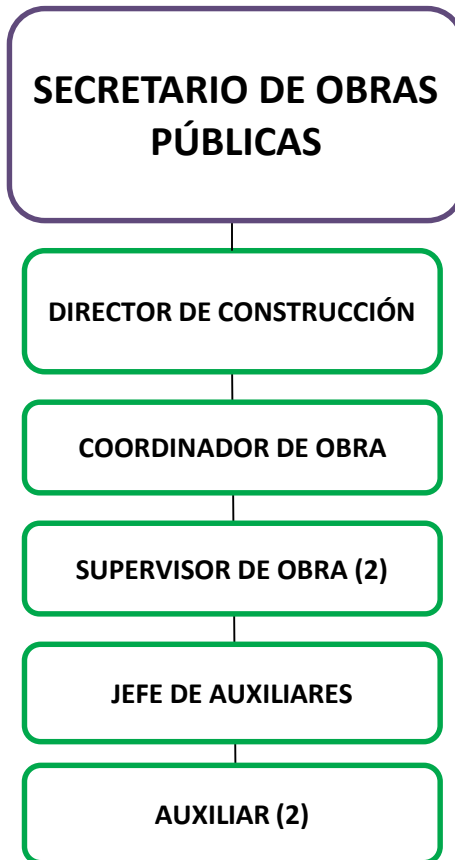 SECRETARIO DE OBRAS
PÚBLICAS
DIRECTOR DE CONSTRUCCIÓN
COORDINADOR DE OBRA
SUPERVISOR DE OBRA (2)
JEFE DE AUXILIARES
AUXILIAR (2)